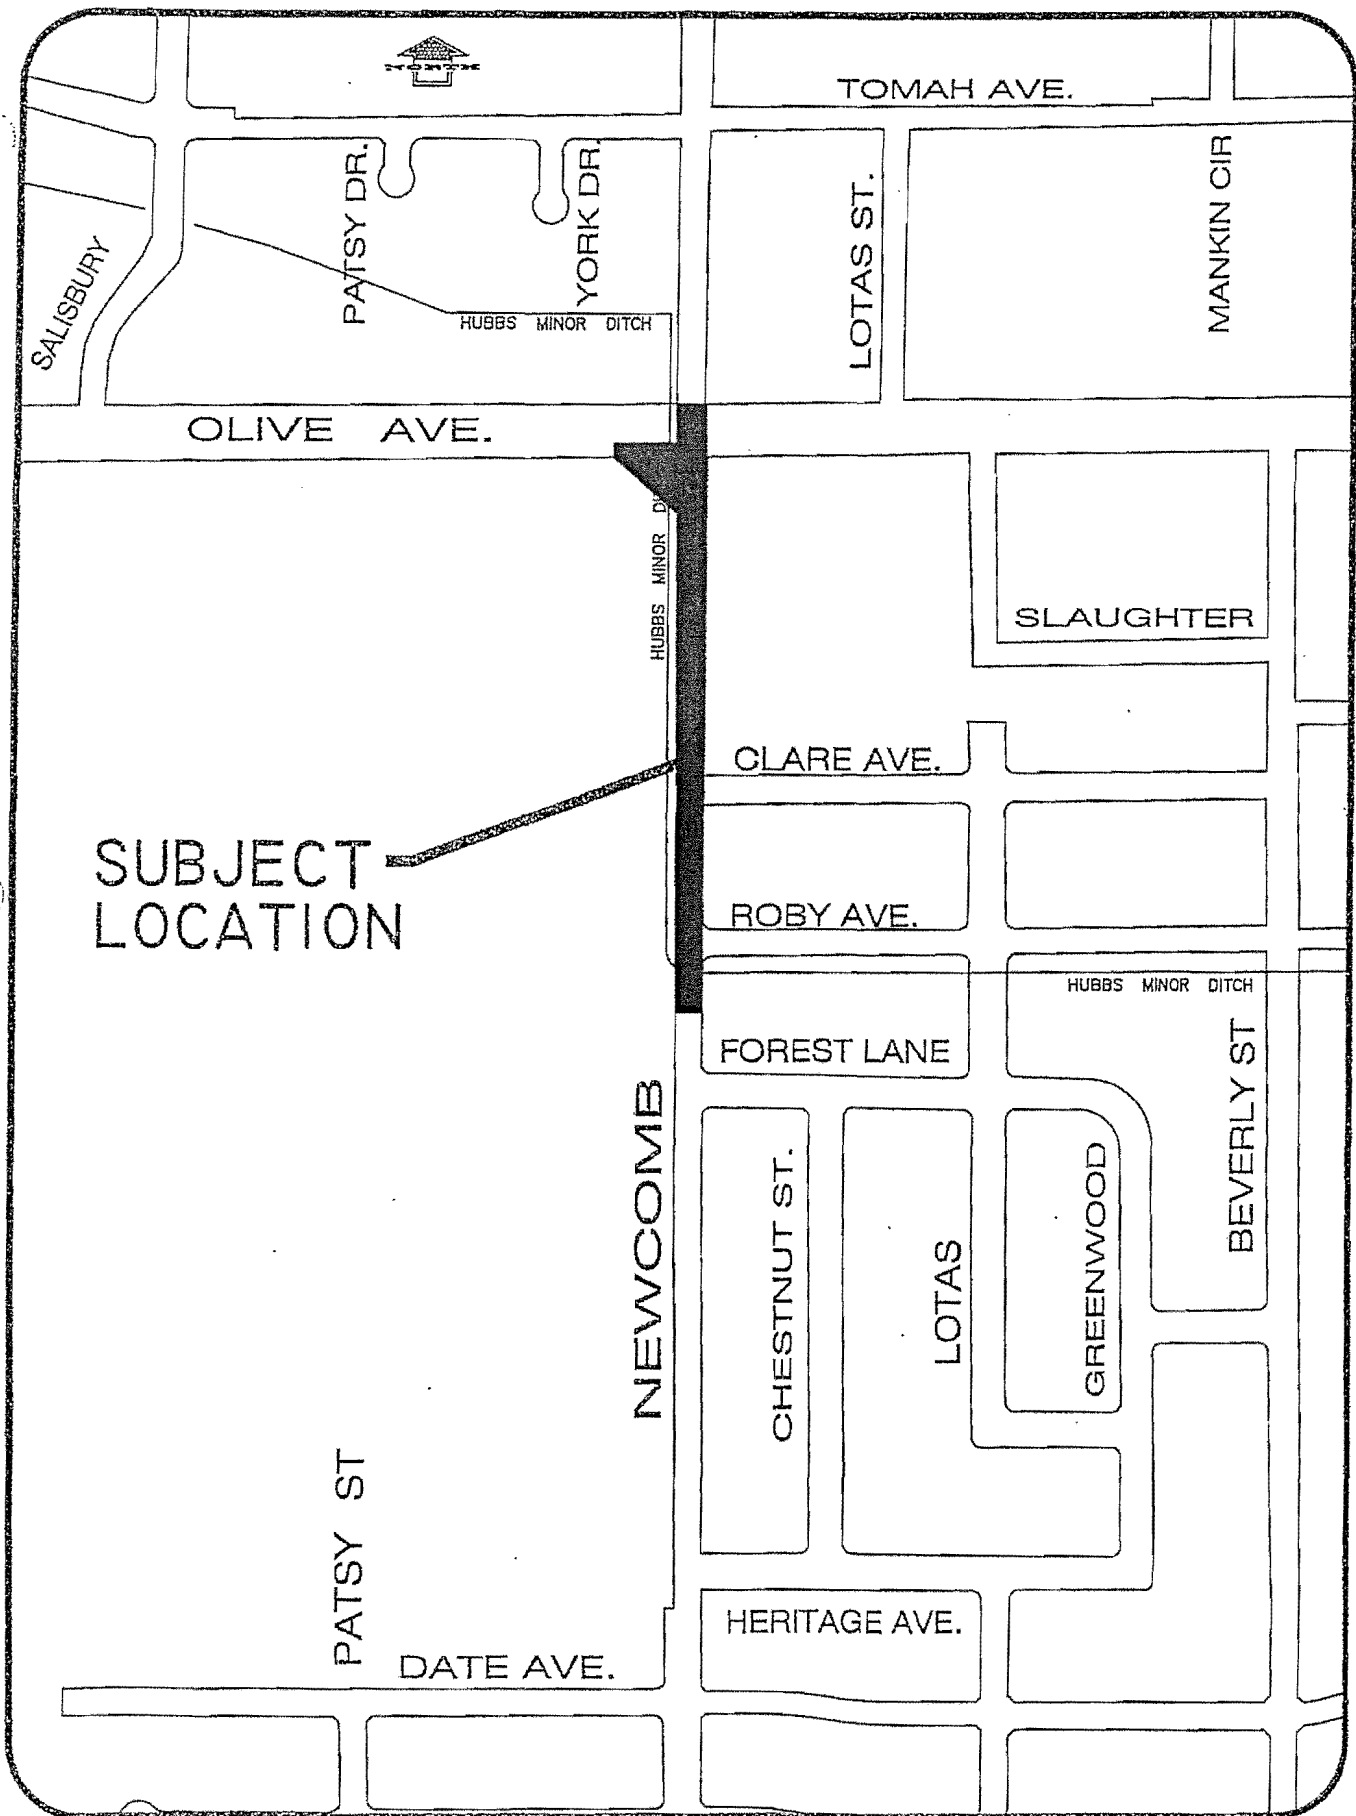 NORTH
TOMAH AVE.
PATSY DR.
YORK DR.
LOTAS ST.
MANKIN CIR
SALISBURY
HUBBS MINOR DITCH
OLIVE AVE.
HUBBS MINOR
SLAUGHTER
CLARE AVE.
SUBJECT
LOCATION
ROBY AVE.
HUBBS MINOR DITCH
FOREST LANE
NEWCOMB
CHESTNUT ST.
LOTAS
GREENWOOD
BEVERLY ST
PATSY ST
HERITAGE AVE.
DATE AVE.